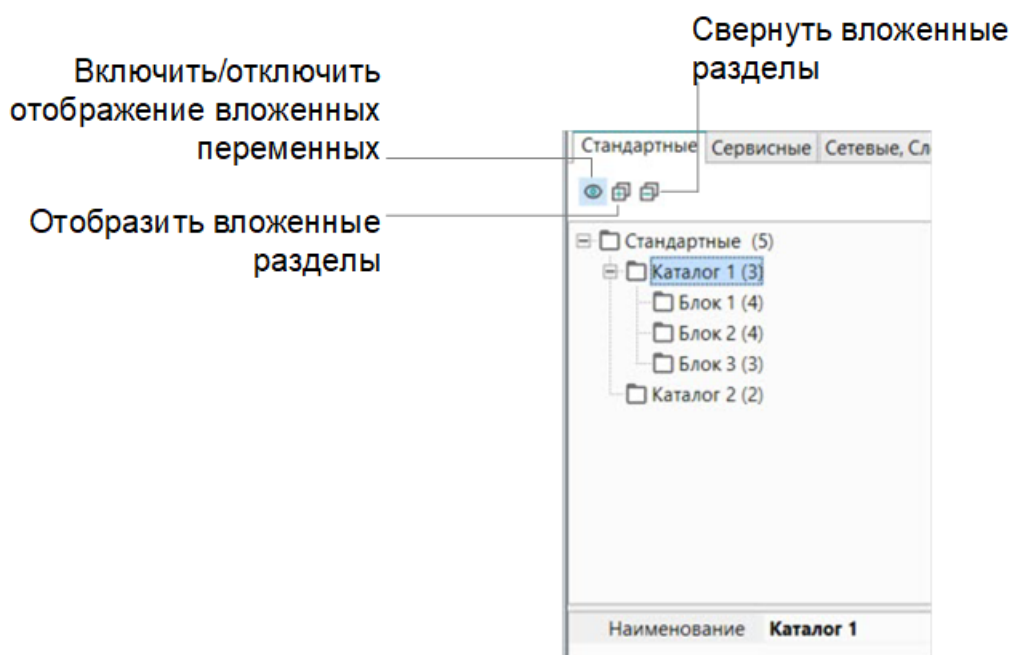 Свернуть вложенные
разделы
Включить/отключить
отображение вложенных
переменных
Отобразить вложенные
разделы
Стандартные Сервисные Сетевые, Сл
Стандартные (5)
Каталог 1 (3)
Блок 1 (4)
Блок 2 (4)
Блок 3 (3)
Каталог 2 (2)
Наименование Каталог 1